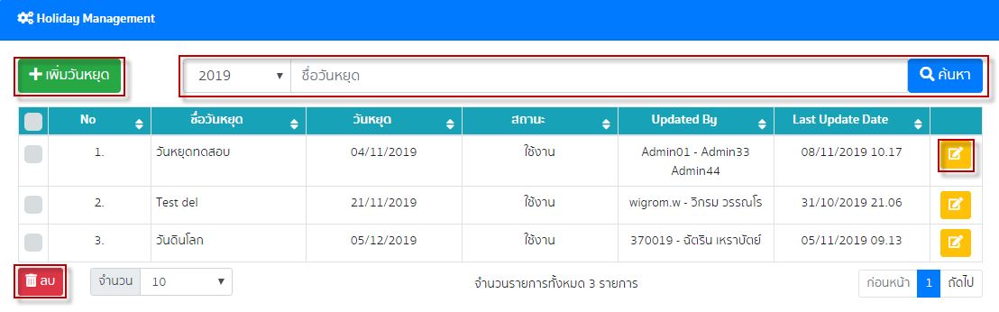 Holiday Management
เพิ่มวันหยุด 2019 ชื่อวันหยุด ค้นหา
No ชื่อวันหยุด วันหยุด สถานะ Updated By Last Update Date
1. วันหยุดทดสอบ 04/11/2019 ใช้งาน Admin01 - Admin33 08/11/2019 10.17
Admin44
2. Test del 21/11/2019 ใช้งาน wigrom.w - วิกรม วรรณโร 31/10/2019 21.06
3. วันดินโลก 05/12/2019 ใช้งาน 370019 - ฉัตริน เหราบัตย์ 05/11/2019 09.13
ลบ จำนวน 10 จำนวนรายการทั้งหมด 3 รายการ ก่อนหน้า 1 ถัดไป